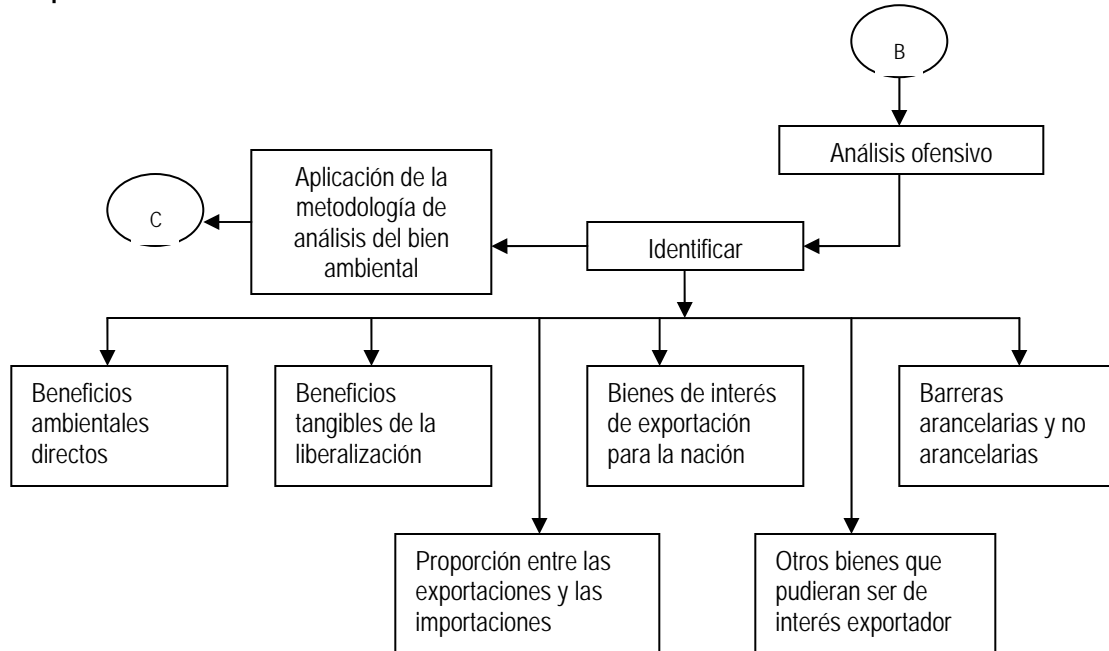 B
Análisis ofensivo
Aplicación de la
metodología de
análisis del bien
ambiental
C
Identificar
Beneficios
ambientales
directos
Beneficios
tangibles de la
liberalización
Bienes de interés
de exportación
para la nación
Barreras
arancelarias y no
arancelarias
Proporción entre las
exportaciones y las
importaciones
Otros bienes que
pudieran ser de
interés exportador